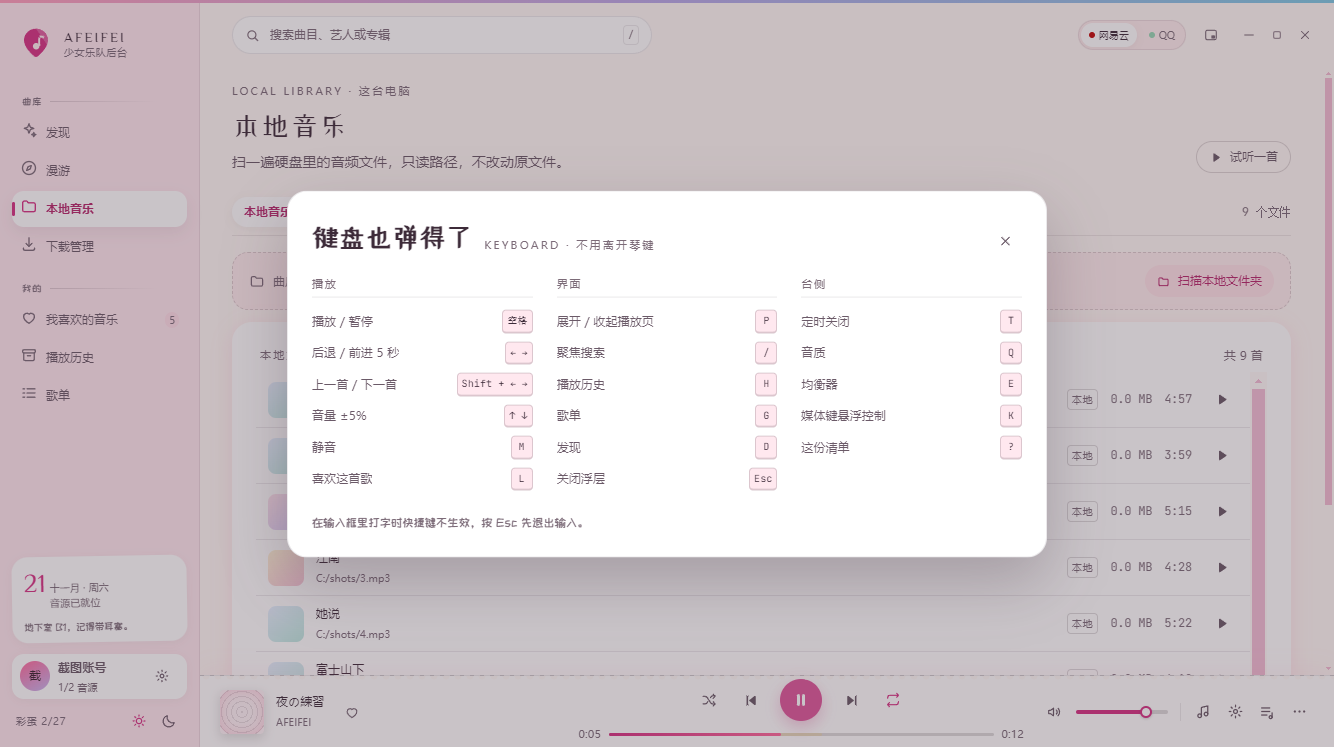 AFEIFEI
少女乐队后台
曲库
发现
漫游
本地音乐
下载管理
我的
我喜欢的音乐 5
播放历史
歌单
21 十一月 · 周六
音源已就位
地下室 B1，记得带耳塞。
截 截图账号
1/2 音源
彩蛋 2/27
搜索曲目、艺人或专辑 /
网易云 QQ
LOCAL LIBRARY · 这台电脑
本地音乐
扫一遍硬盘里的音频文件，只读路径，不改动原文件。
试听一首
本地音乐
9 个文件
扫描本地文件夹
共 9 首
键盘也弹得了 KEYBOARD · 不用离开琴键
播放
播放 / 暂停 空格
后退 / 前进 5 秒 ← →
上一首 / 下一首 Shift + ← →
音量 ±5% ↑ ↓
静音 M
喜欢这首歌 L
界面
展开 / 收起播放页 P
聚焦搜索 /
播放历史 H
歌单 G
发现 D
关闭浮层 Esc
台侧
定时关闭 T
音质 Q
均衡器 E
媒体键悬浮控制 K
这份清单 ?
在输入框里打字时快捷键不生效，按 Esc 先退出输入。
本地 0.0 MB 4:57
本地 0.0 MB 3:59
本地 0.0 MB 5:15
江南
C:/shots/3.mp3
本地 0.0 MB 4:28
她说
C:/shots/4.mp3
本地 0.0 MB 5:22
富士山下
夜の練習
AFEIFEI
0:05
0:12